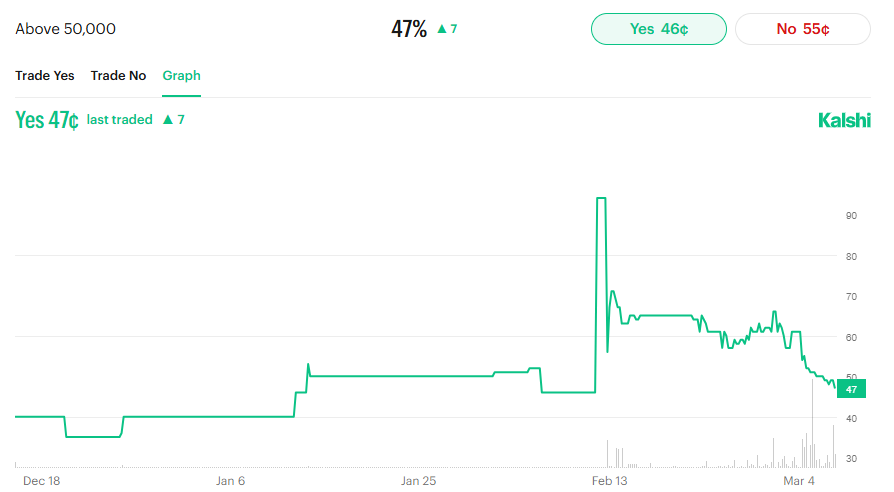 Above 50,000 47% ▲ 7 Yes 46¢ No 55¢
Trade Yes Trade No Graph
Yes 47¢ last traded ▲ 7 Kalshi
90
80
70
60
50
47
40
30
Dec 18 Jan 6 Jan 25 Feb 13 Mar 4